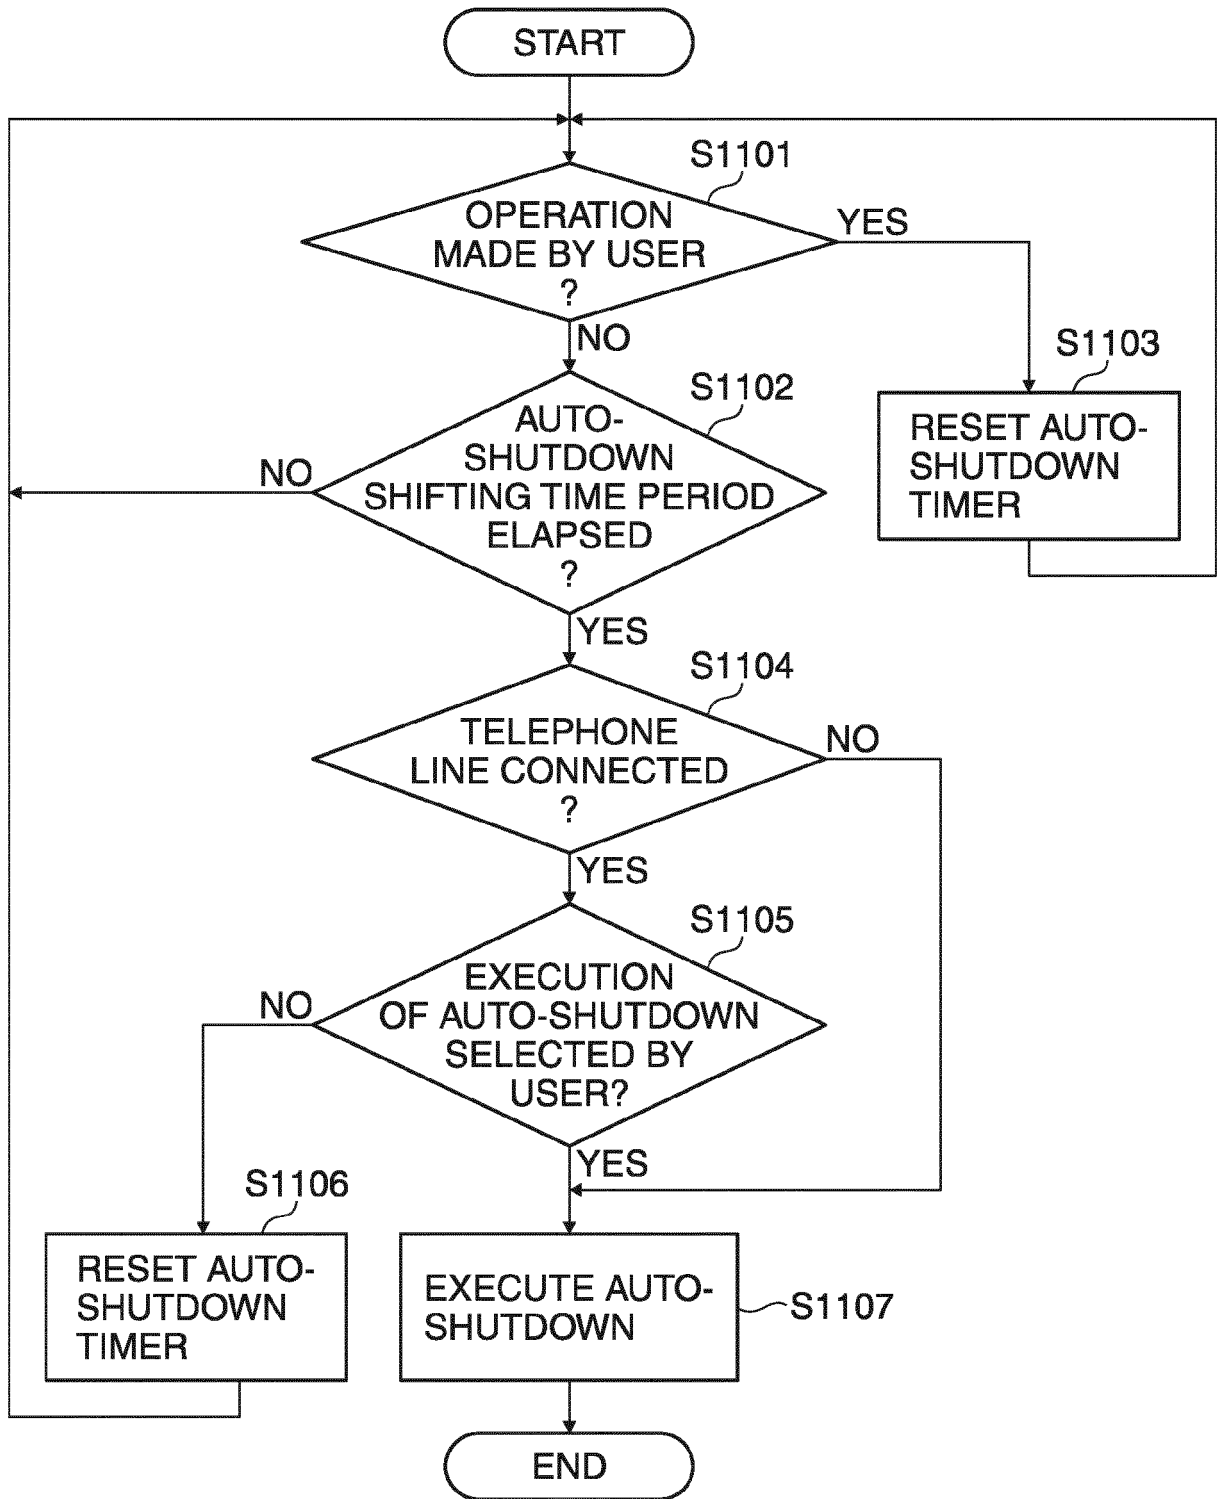 START
S1101
OPERATION
MADE BY USER
?
YES
NO
S1103
RESET AUTO-
SHUTDOWN
TIMER
S1102
AUTO-
SHUTDOWN
SHIFTING TIME PERIOD
ELAPSED
?
NO
YES
S1104
TELEPHONE
LINE CONNECTED
?
NO
YES
S1105
EXECUTION
OF AUTO-SHUTDOWN
SELECTED BY
USER?
NO
YES
S1106
RESET AUTO-
SHUTDOWN
TIMER
EXECUTE AUTO-
SHUTDOWN
S1107
END